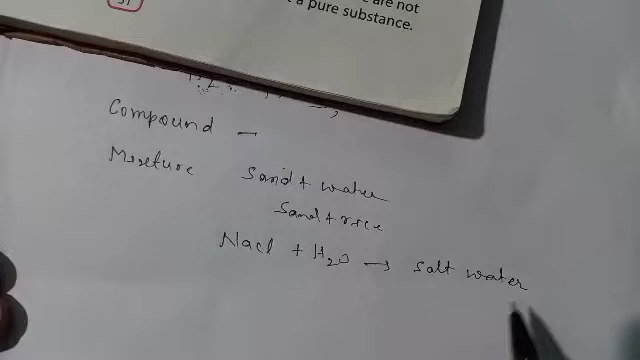 are not
a pure substance.
Compound —
Mixture Sand + water
Sand + rice
Nacl + H₂O → salt water